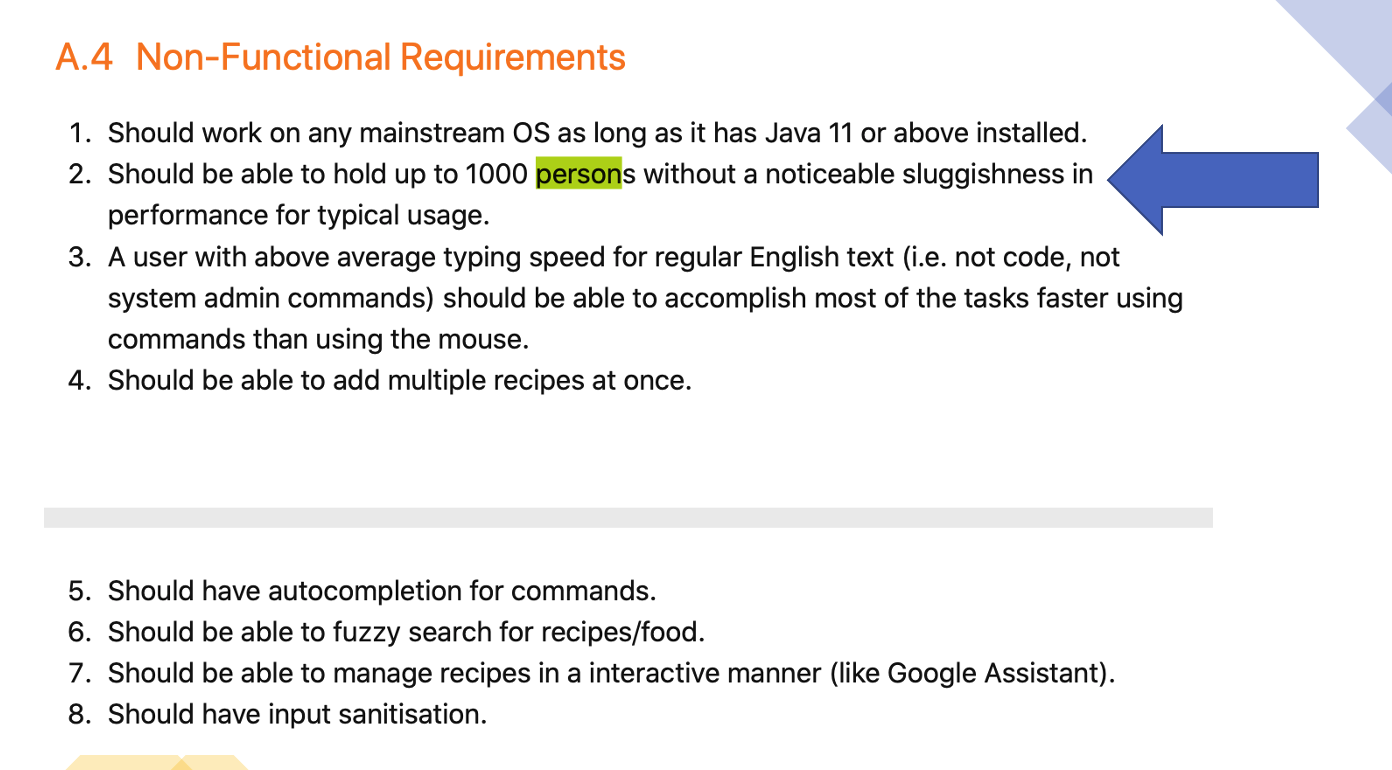 A.4 Non-Functional Requirements
1. Should work on any mainstream OS as long as it has Java 11 or above installed.
2. Should be able to hold up to 1000 persons without a noticeable sluggishness in
performance for typical usage.
3. A user with above average typing speed for regular English text (i.e. not code, not
system admin commands) should be able to accomplish most of the tasks faster using
commands than using the mouse.
4. Should be able to add multiple recipes at once.
5. Should have autocompletion for commands.
6. Should be able to fuzzy search for recipes/food.
7. Should be able to manage recipes in a interactive manner (like Google Assistant).
8. Should have input sanitisation.